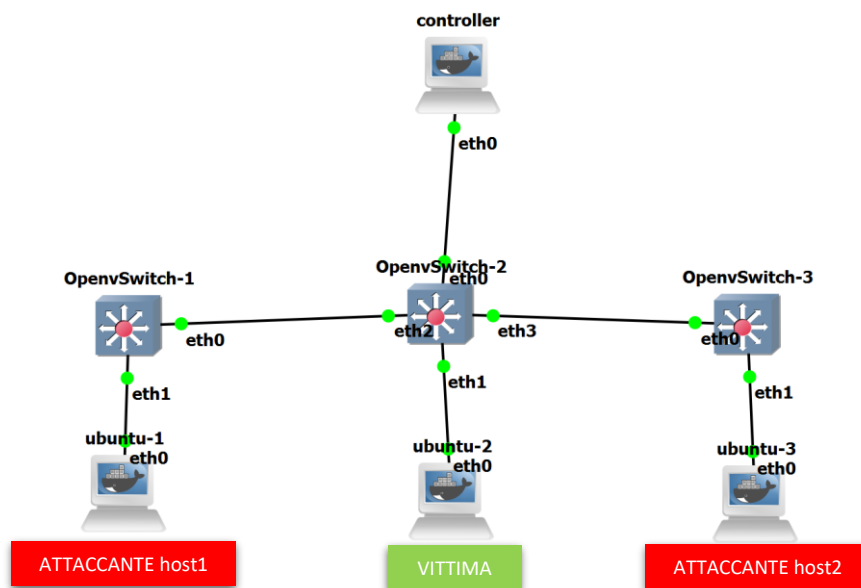 controller
eth0
OpenvSwitch-1
OpenvSwitch-2
OpenvSwitch-3
eth0
eth0
eth2
eth3
eth0
eth1
eth1
eth1
ubuntu-1
ubuntu-2
ubuntu-3
eth0
eth0
eth0
ATTACCANTE host1
VITTIMA
ATTACCANTE host2